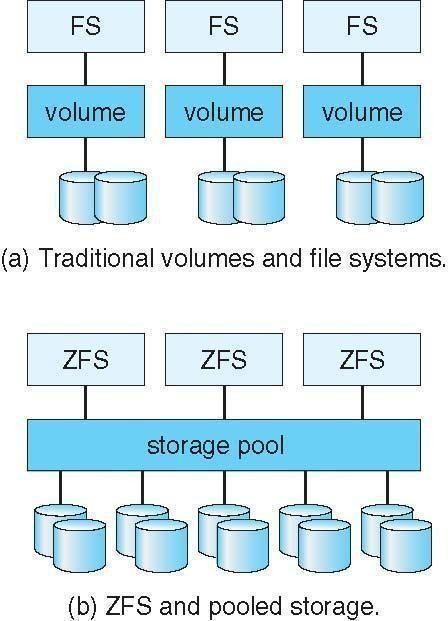 FS FS FS
volume volume volume
(a) Traditional volumes and file systems.
ZFS ZFS ZFS
storage pool
(b) ZFS and pooled storage.